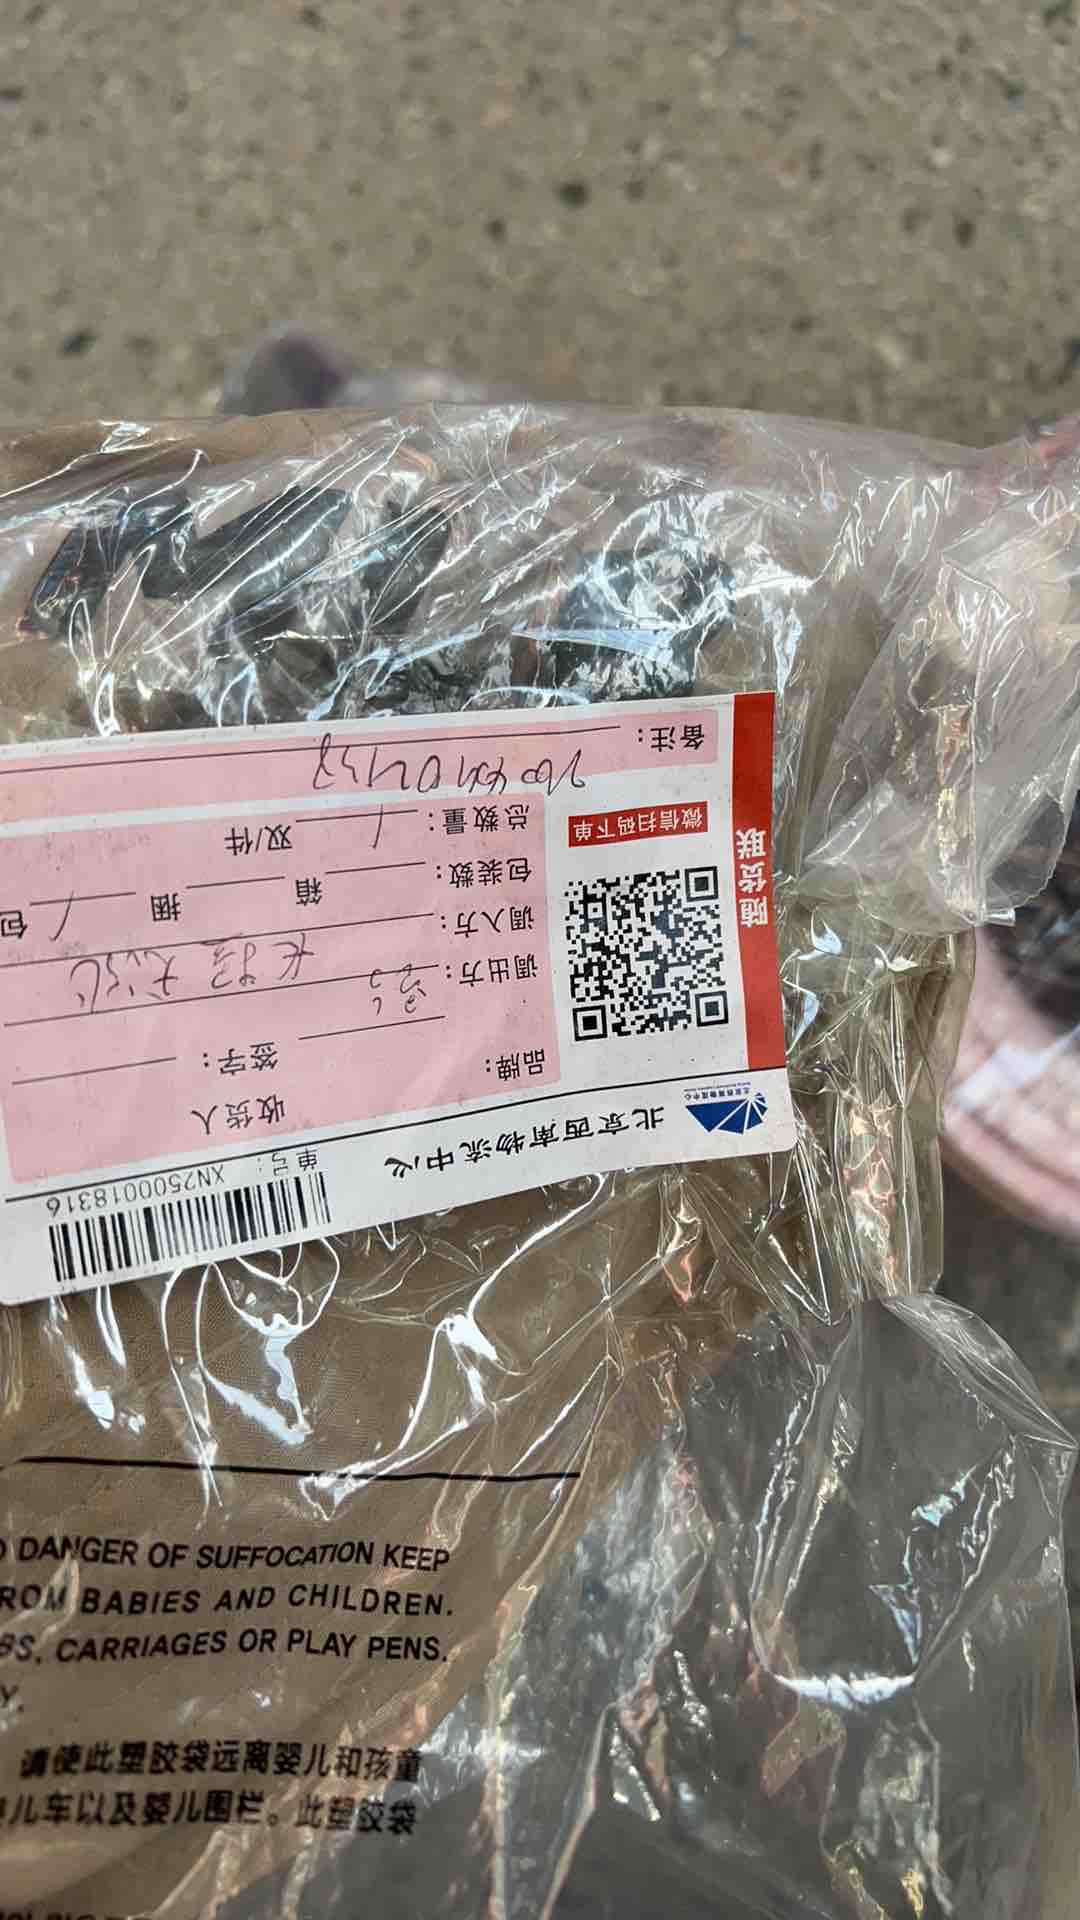 北京西南物流中心
单号: XN2500018316
收货人
品牌: 签字:
调出方:
调入方:
包装数: 箱 捆 1 包
总数量: 1 双/件
备注:
随货联
微信扫码下单
DANGER OF SUFFOCATION KEEP
ROM BABIES AND CHILDREN.
BS, CARRIAGES OR PLAY PENS.
Y.
请使此塑胶袋远离婴儿和孩童
儿车以及婴儿围栏。此塑胶袋